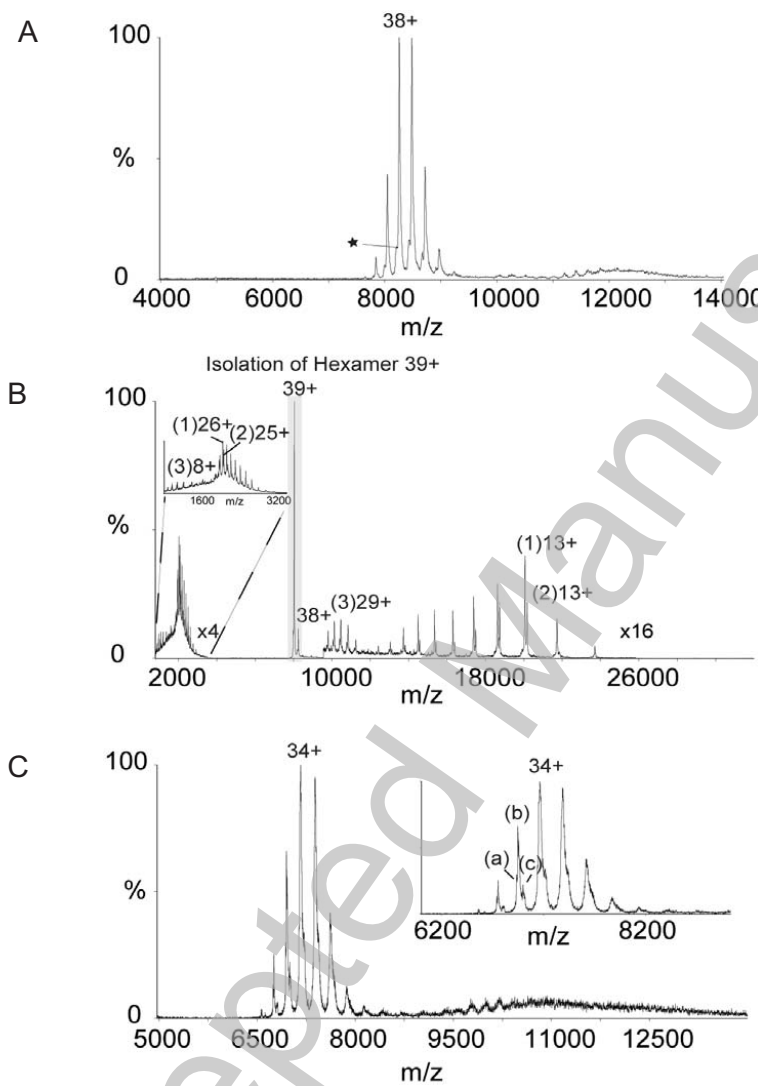 A
38+
100
%
★
0
4000 6000 8000 10000 12000 14000
m/z
Isolation of Hexamer 39+
B
39+
100
(1)26+
(2)25+
(3)8+
1600 m/z 3200
%
(1)13+
(3)29+
38+
(2)13+
x4
x16
0
2000 10000 18000 26000
m/z
C
34+
100
34+
(b)
(a)
(c)
%
6200 8200
m/z
0
5000 6500 8000 9500 11000 12500
m/z
epted Manus